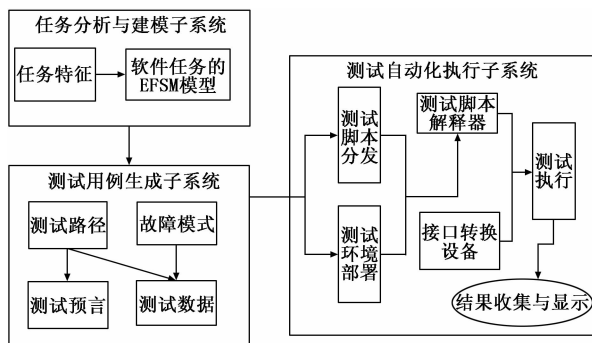 任务分析与建模子系统
任务特征
软件任务的
EFSM模型
测试用例生成子系统
测试路径
故障模式
测试预言
测试数据
测试自动化执行子系统
测试
脚本
分发
测试
环境
部署
测试脚本
解释器
接口转换
设备
测试
执行
结果收集与显示